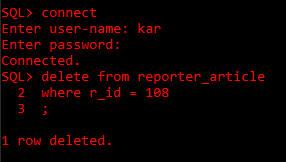 SQL> connect
Enter user-name: kar
Enter password:
Connected.
SQL> delete from reporter_article
2 where r_id = 108
3 ;
1 row deleted.